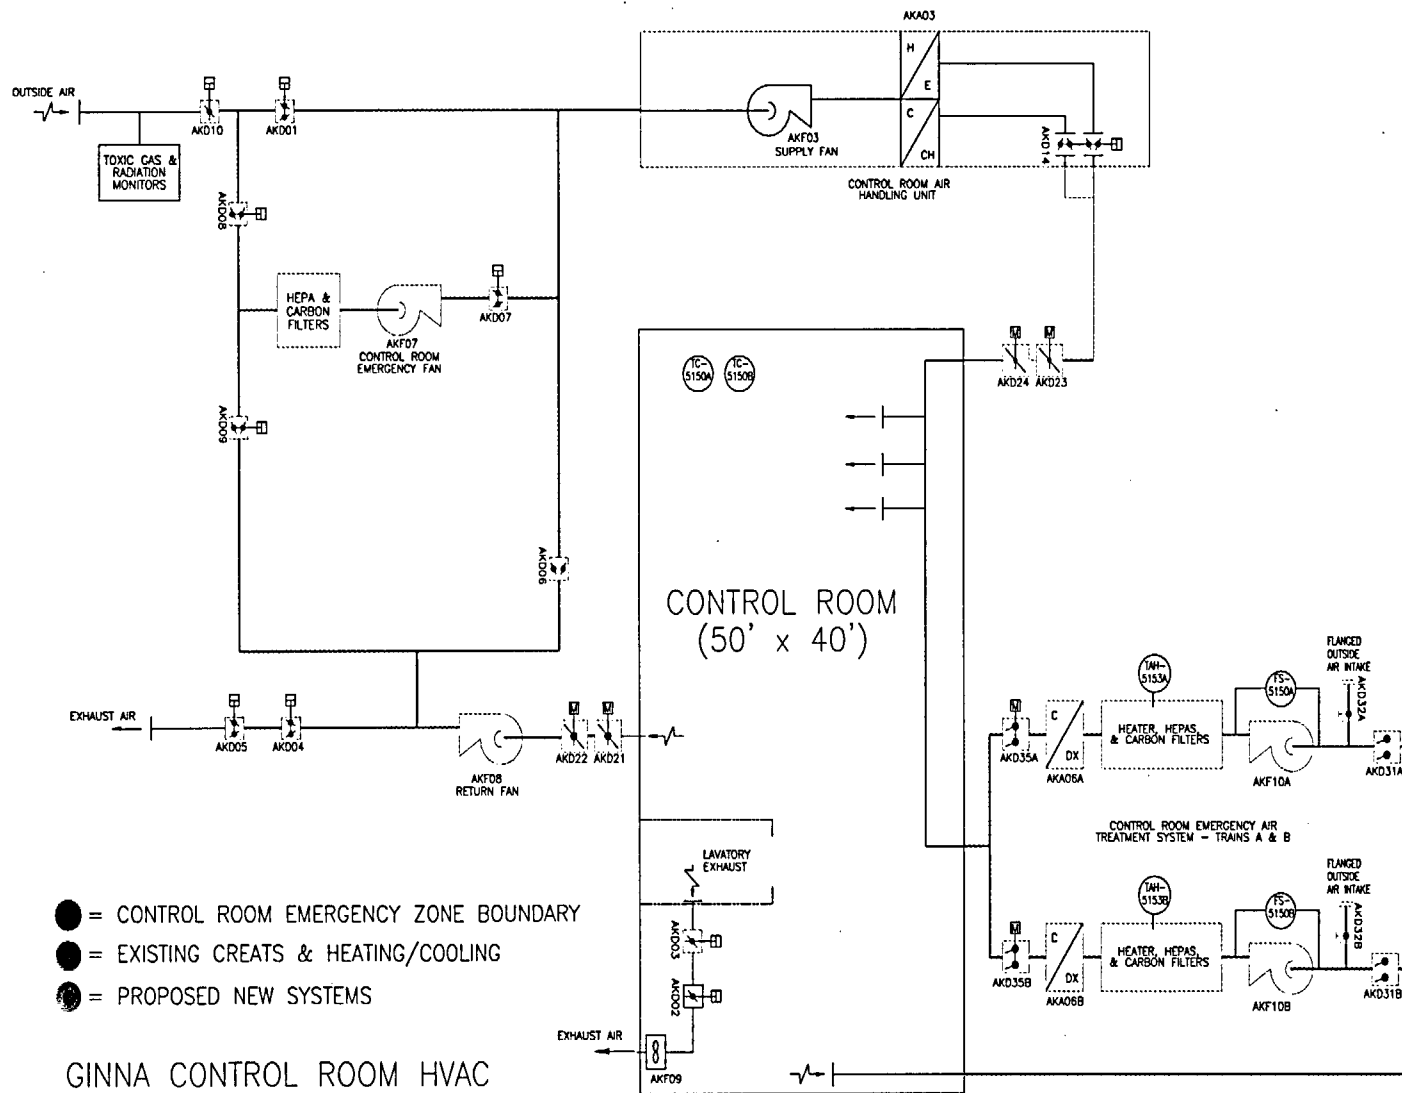 AKA03
H
E
C
CH
OUTSIDE AIR
AKD10
AKD01
TOXIC GAS &
RADIATION
MONITORS
AKF03
SUPPLY FAN
AKD14
CONTROL ROOM AIR
HANDLING UNIT
AKD08
HEPA &
CARBON
FILTERS
AKD07
AKF07
CONTROL ROOM
EMERGENCY FAN
M
M
AKD24
AKD23
TC-
5150A
TC-
5150B
AKD09
AKD06
CONTROL ROOM
(50' x 40')
EXHAUST AIR
AKD05
AKD04
AKF08
RETURN FAN
M
M
AKD22
AKD21
M
AKD35A
C
DX
AKA06A
TAH-
5153A
HEATER, HEPAS,
& CARBON FILTERS
FS-
5150A
AKF10A
FLANGED
OUTSIDE
AIR INTAKE
AKD32A
AKD31A
CONTROL ROOM EMERGENCY AIR
TREATMENT SYSTEM - TRAINS A & B
M
AKD35B
C
DX
AKA06B
TAH-
5153B
HEATER, HEPAS,
& CARBON FILTERS
FS-
5150B
AKF10B
FLANGED
OUTSIDE
AIR INTAKE
AKD32B
AKD31B
LAVATORY
EXHAUST
AKD03
AKD02
EXHAUST AIR
AKF09
= CONTROL ROOM EMERGENCY ZONE BOUNDARY
= EXISTING CREATS & HEATING/COOLING
= PROPOSED NEW SYSTEMS
GINNA CONTROL ROOM HVAC